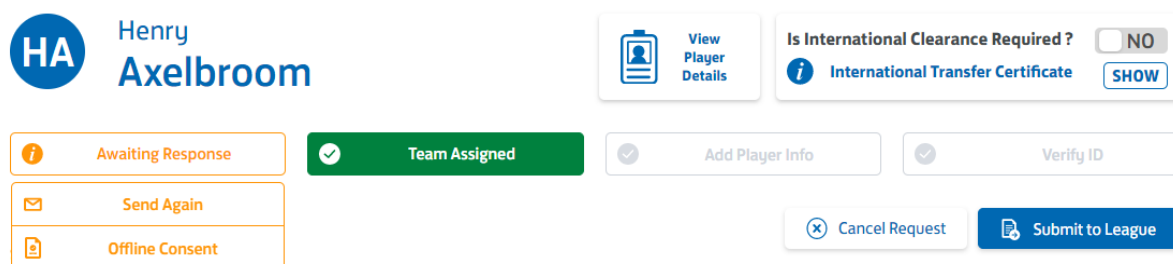 HA
Henry
Axelbroom
View
Player
Details
Is International Clearance Required ?
NO
i
International Transfer Certificate
SHOW
i
Awaiting Response
Team Assigned
Add Player Info
Verify ID
Send Again
Offline Consent
Cancel Request
Submit to League